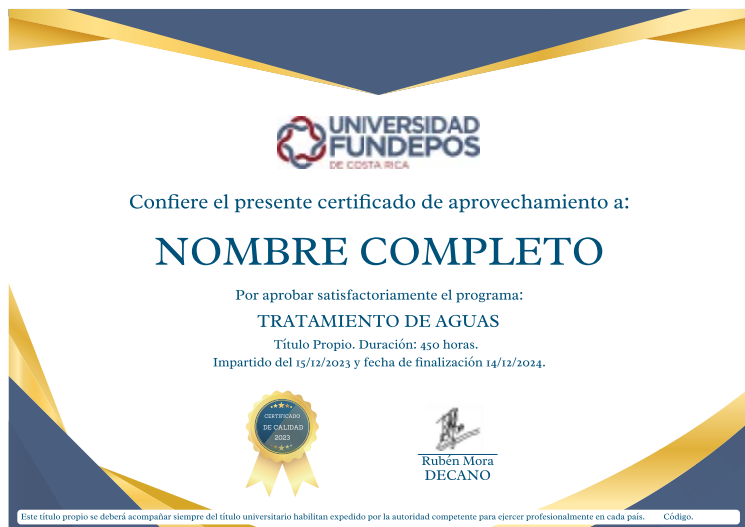 UNIVERSIDAD
FUNDEPOS
DE COSTA RICA
Confiere el presente certificado de aprovechamiento a:
NOMBRE COMPLETO
Por aprobar satisfactoriamente el programa:
TRATAMIENTO DE AGUAS
Título Propio. Duración: 450 horas.
Impartido del 15/12/2023 y fecha de finalización 14/12/2024.
CERTIFICADO
DE CALIDAD
2023
Rubén Mora
DECANO
Este título propio se deberá acompañar siempre del título universitario habilitan expedido por la autoridad competente para ejercer profesionalmente en cada país. Código.